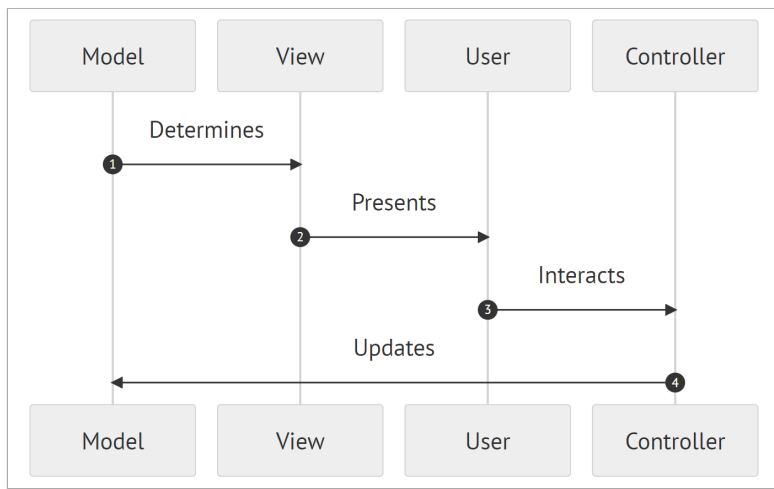 Model View User Controller
Determines
1
Presents
2
Interacts
3
Updates
4
Model View User Controller